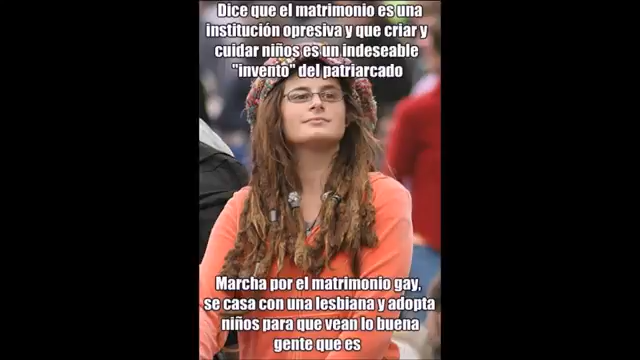 Dice que el matrimonio es una
institución opresiva y que criar y
cuidar niños es un indeseable
"invento" del patriarcado
Marcha por el matrimonio gay,
se casa con una lesbiana y adopta
niños para que vean lo buena
gente que es